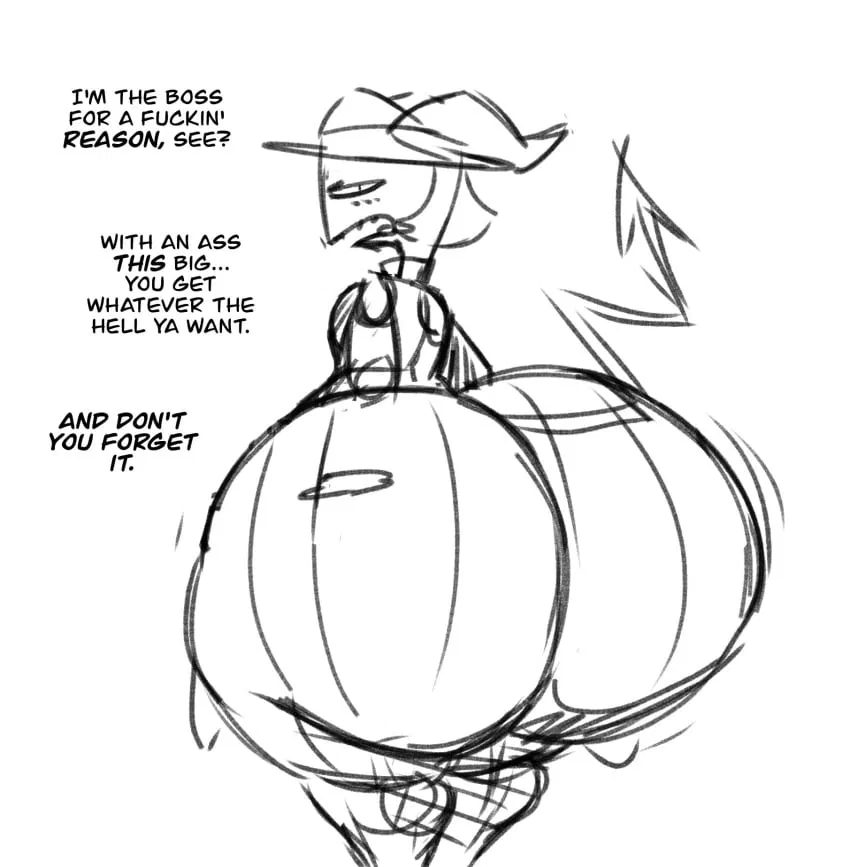 I'M THE BOSS
FOR A FUCKIN'
REASON, SEE?
WITH AN ASS
THIS BIG...
YOU GET
WHATEVER THE
HELL YA WANT.
AND DON'T
YOU FORGET
IT.